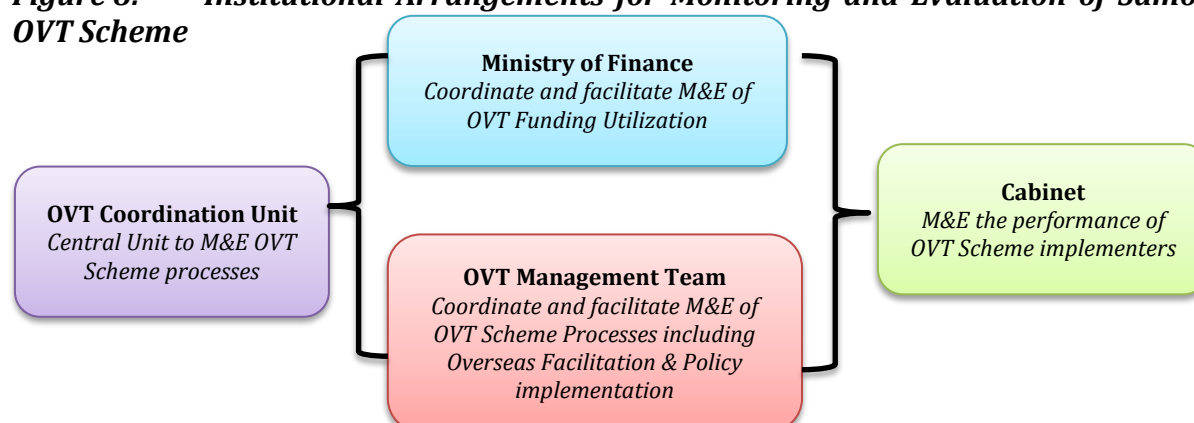 Figure Institutional Arrangements for Monitoring and Evaluation of Samo
OVT Scheme
Ministry of Finance
Coordinate and facilitate M&E of
OVT Funding Utilization
OVT Coordination Unit
Central Unit to M&E OVT
Scheme processes
OVT Management Team
Coordinate and facilitate M&E of
OVT Scheme Processes including
Overseas Facilitation & Policy
implementation
Cabinet
M&E the performance of
OVT Scheme implementers